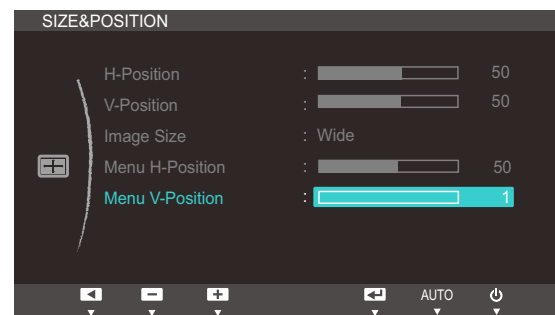 SIZE&POSITION
H-Position : 50
V-Position : 50
Image Size : Wide
Menu H-Position : 50
Menu V-Position : 1
AUTO